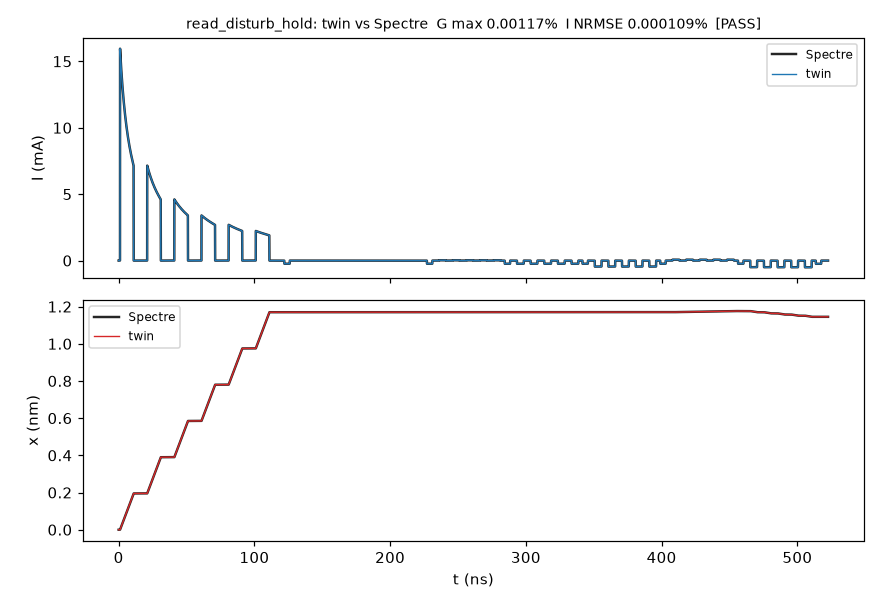 read_disturb_hold: twin vs Spectre  G max 0.00117%  I NRMSE 0.000109%  [PASS]
I (mA)
15
10
5
0
Spectre
twin
x (nm)
1.2
1.0
0.8
0.6
0.4
0.2
0.0
Spectre
twin
0 100 200 300 400 500
t (ns)